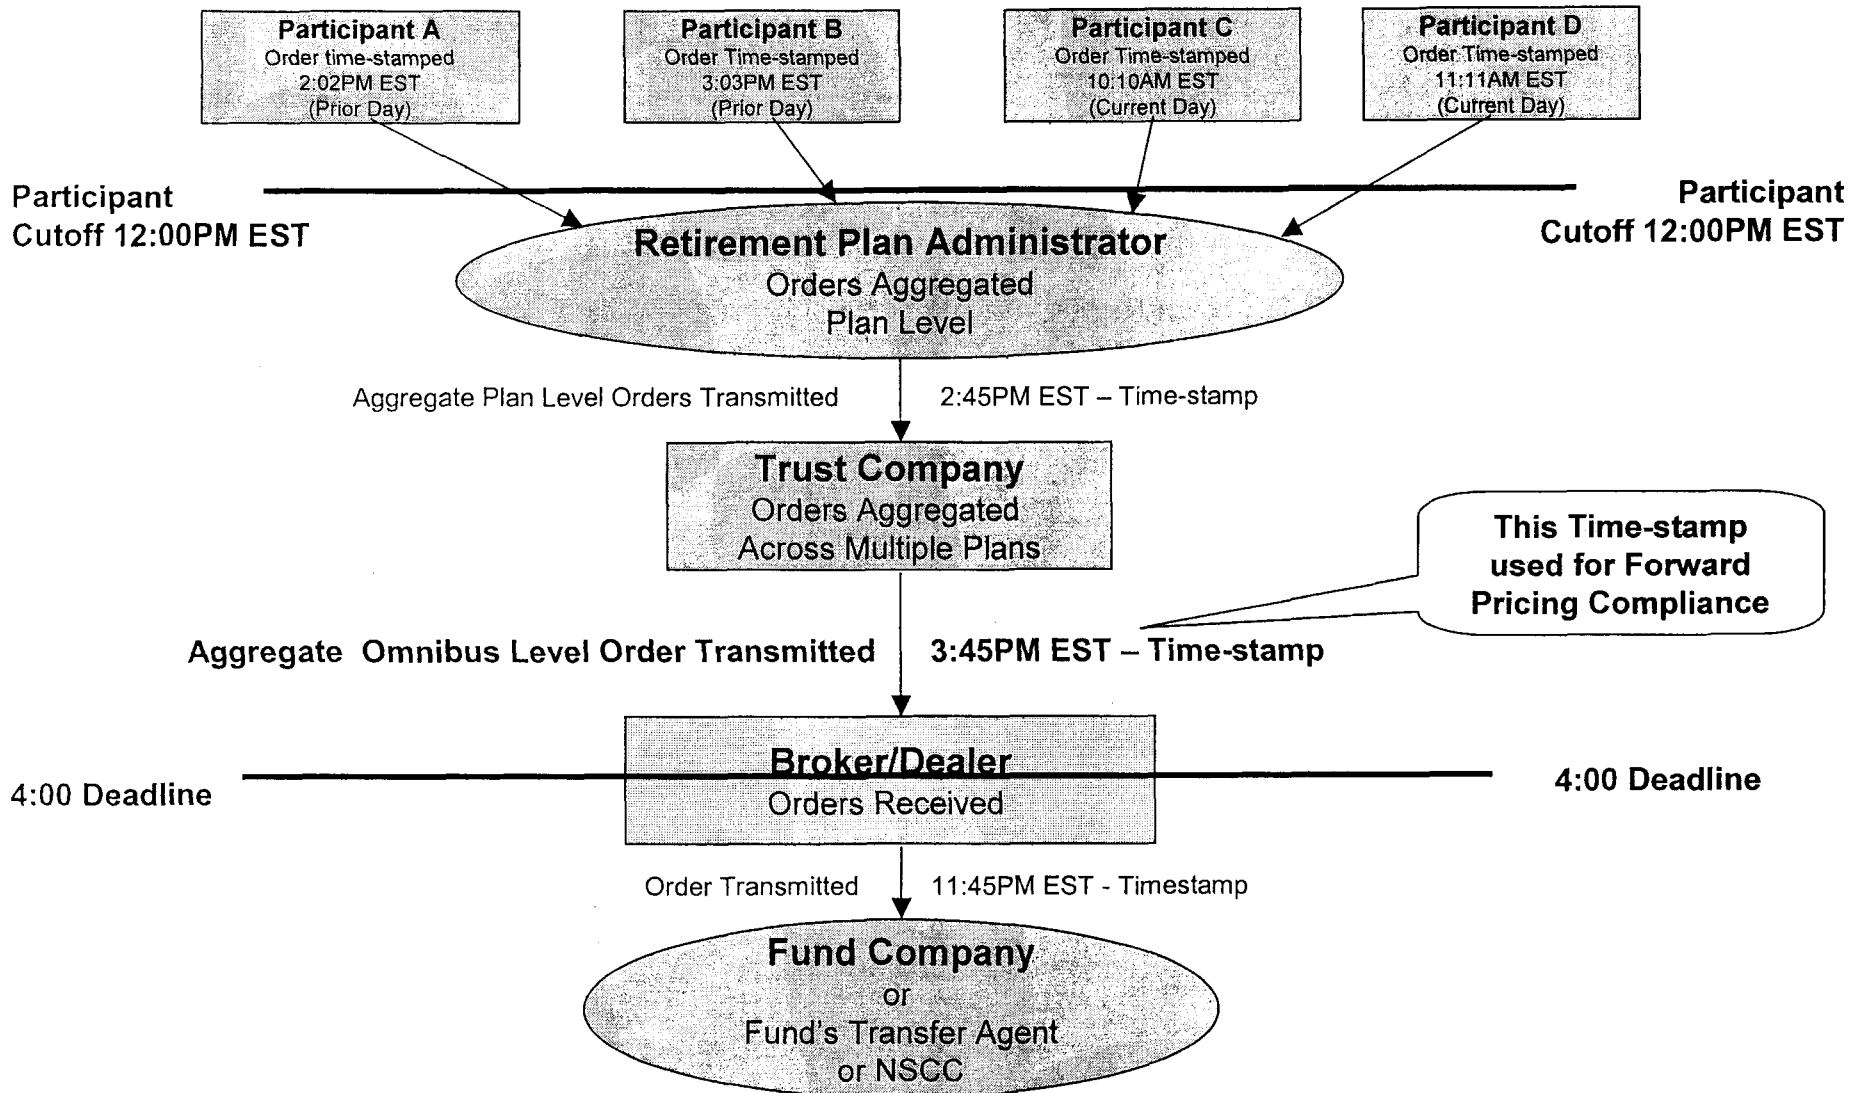 Participant A
Order time-stamped
2:02PM EST
(Prior Day)
Participant B
Order Time-stamped
3:03PM EST
(Prior Day)
Participant C
Order Time-stamped
10:10AM EST
(Current Day)
Participant D
Order Time-stamped
11:11AM EST
(Current Day)
Participant
Cutoff 12:00PM EST
Participant
Cutoff 12:00PM EST
Retirement Plan Administrator
Orders Aggregated
Plan Level
Aggregate Plan Level Orders Transmitted
2:45PM EST – Time-stamp
Trust Company
Orders Aggregated
Across Multiple Plans
This Time-stamp
used for Forward
Pricing Compliance
Aggregate Omnibus Level Order Transmitted
3:45PM EST – Time-stamp
Broker/Dealer
Orders Received
4:00 Deadline
4:00 Deadline
Order Transmitted
11:45PM EST - Timestamp
Fund Company
or
Fund's Transfer Agent
or NSCC